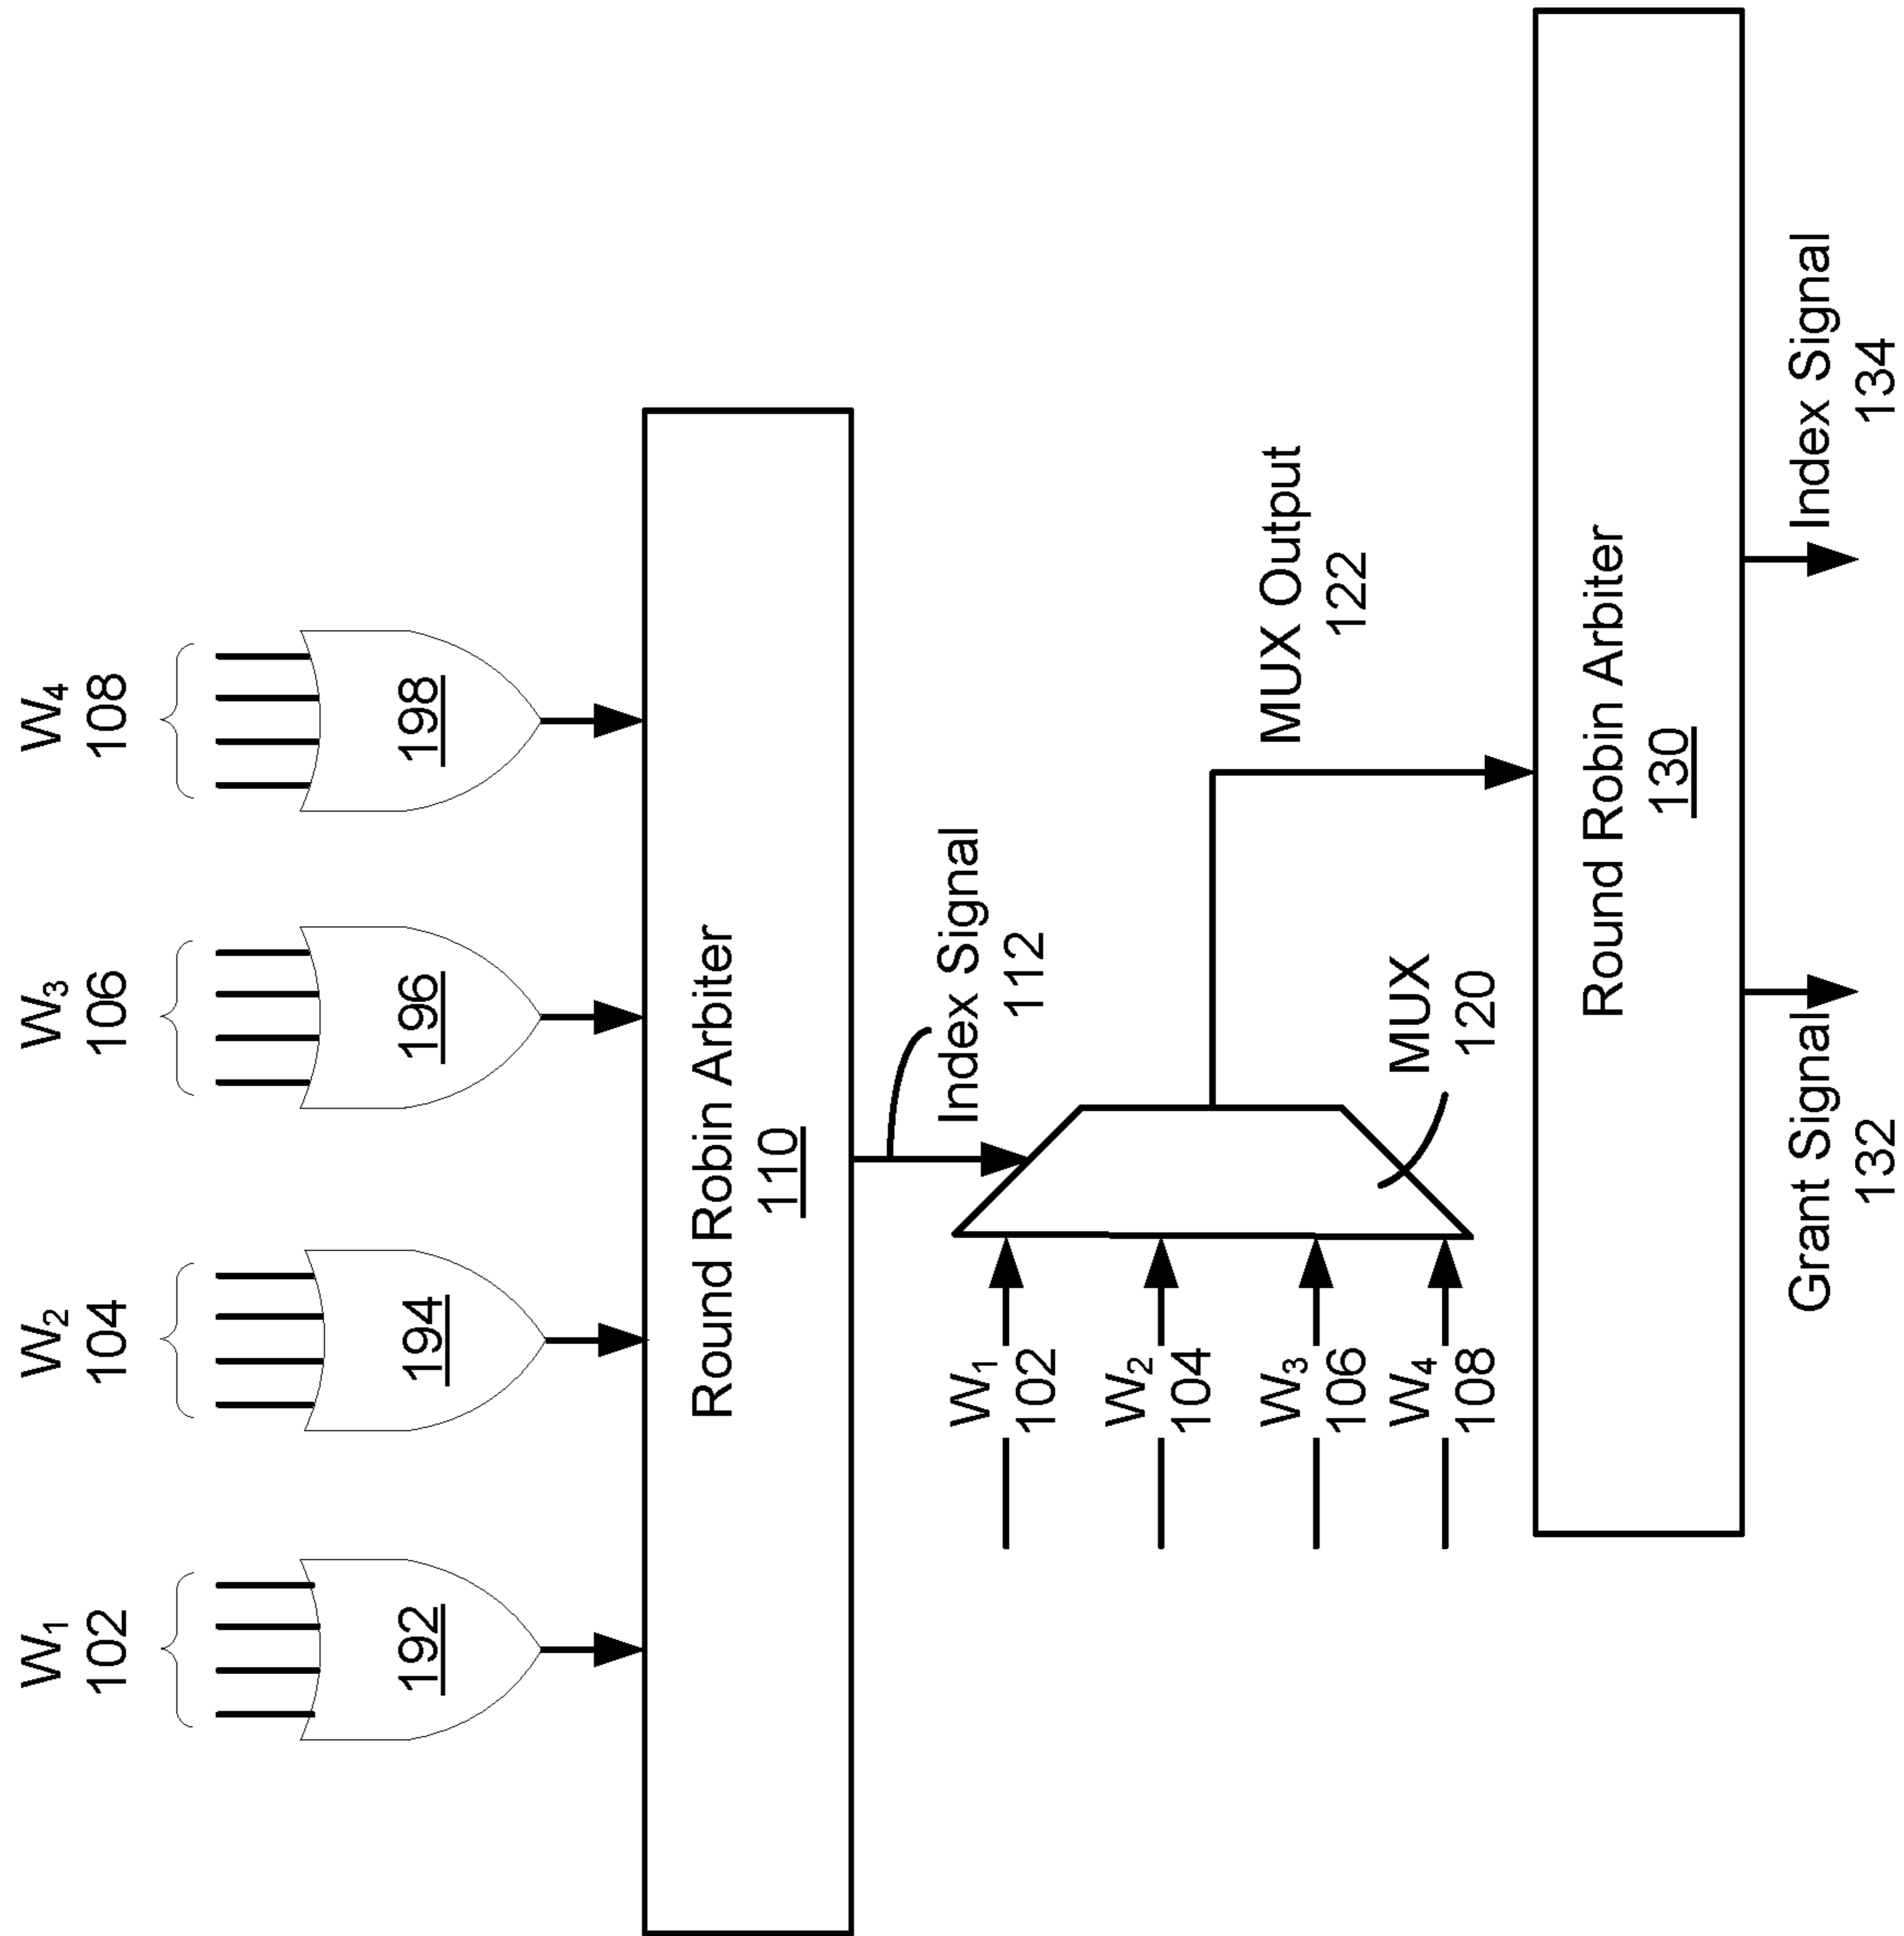 W1
102
W2
104
W3
106
W4
108
192
194
196
198
Round Robin Arbiter
110
Index Signal
112
W1
102
W2
104
W3
106
W4
108
MUX
120
MUX Output
122
Round Robin Arbiter
130
Grant Signal
132
Index Signal
134